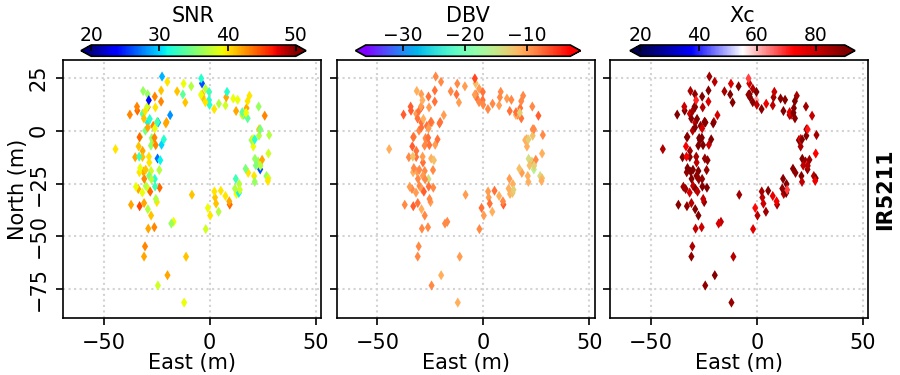 SNR DBV Xc
20 30 40 50 −30 −20 −10 20 40 60 80
25
0
−25
−50
−75
North (m)
−50 0 50 −50 0 50 −50 0 50
East (m) East (m) East (m)
IR5211